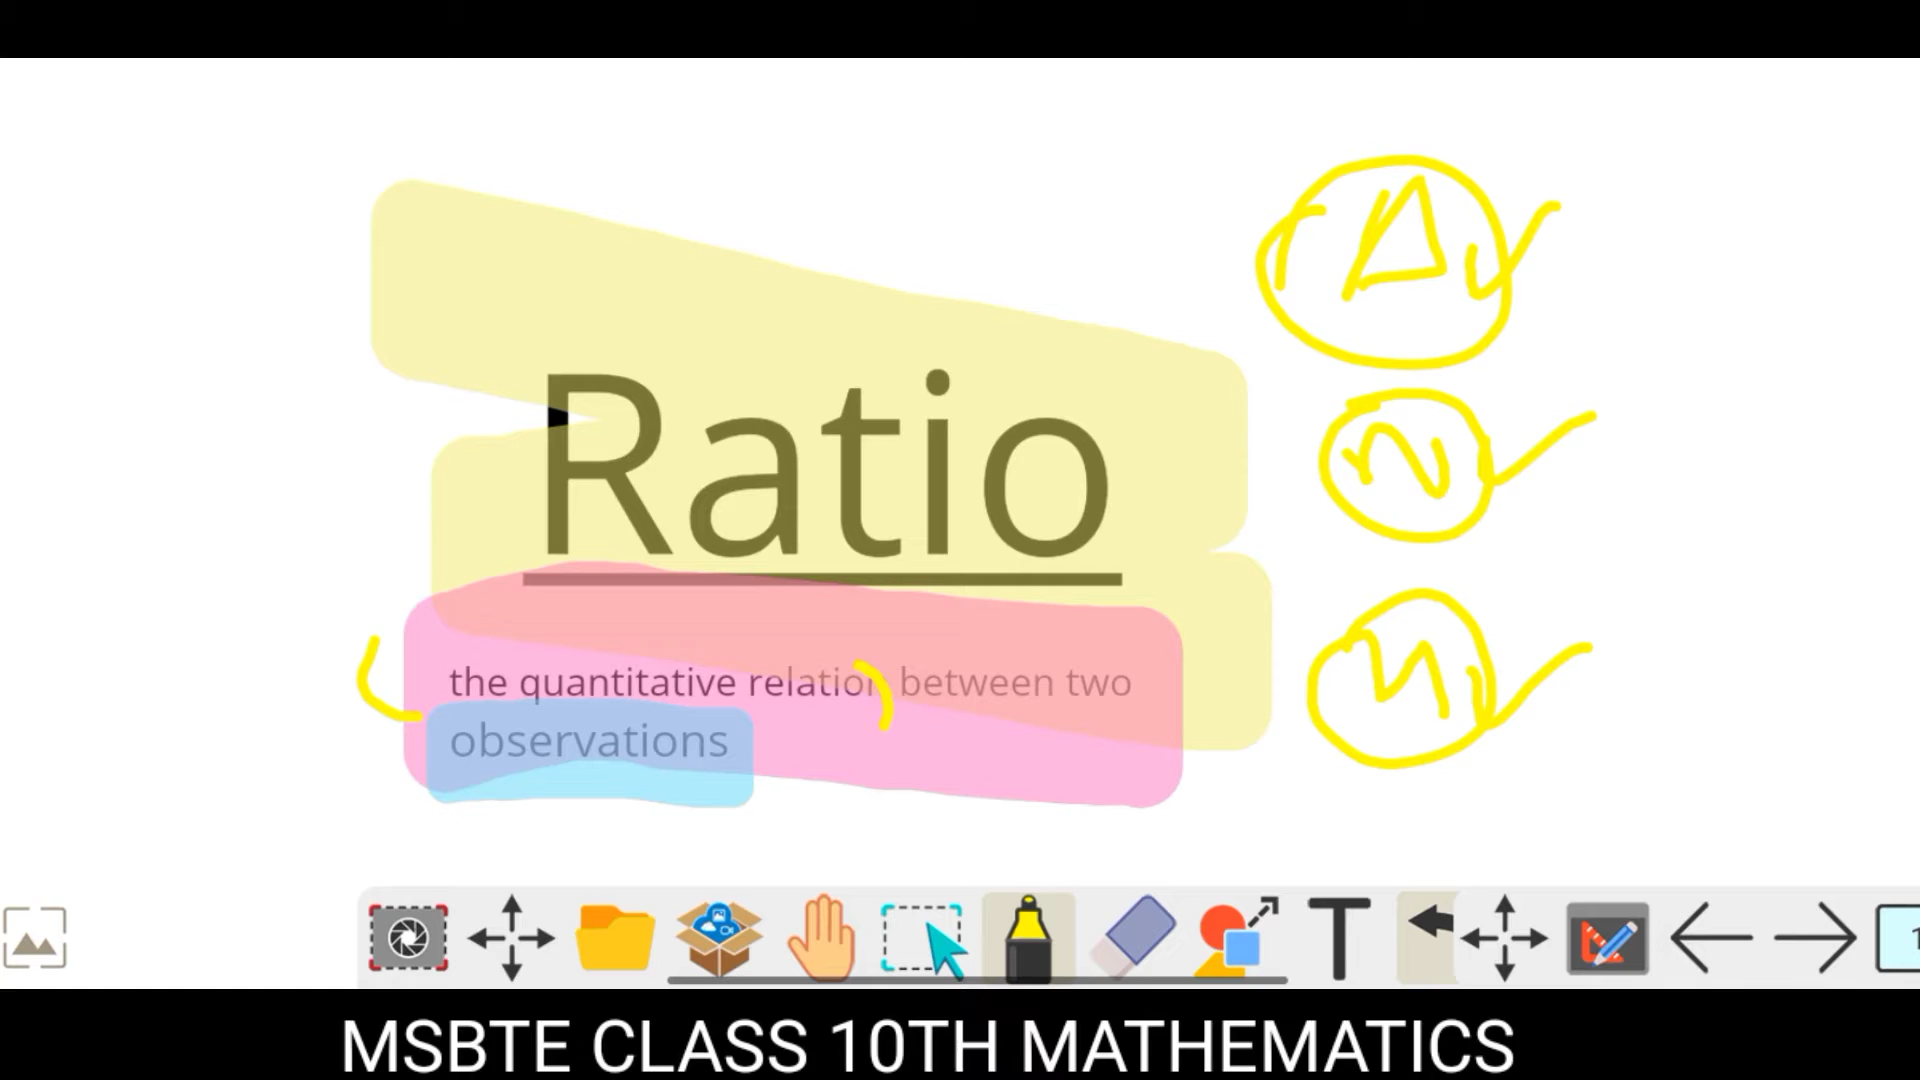 Ratio
the quantitative relation between two
observations
MSBTE CLASS 10TH MATHEMATICS